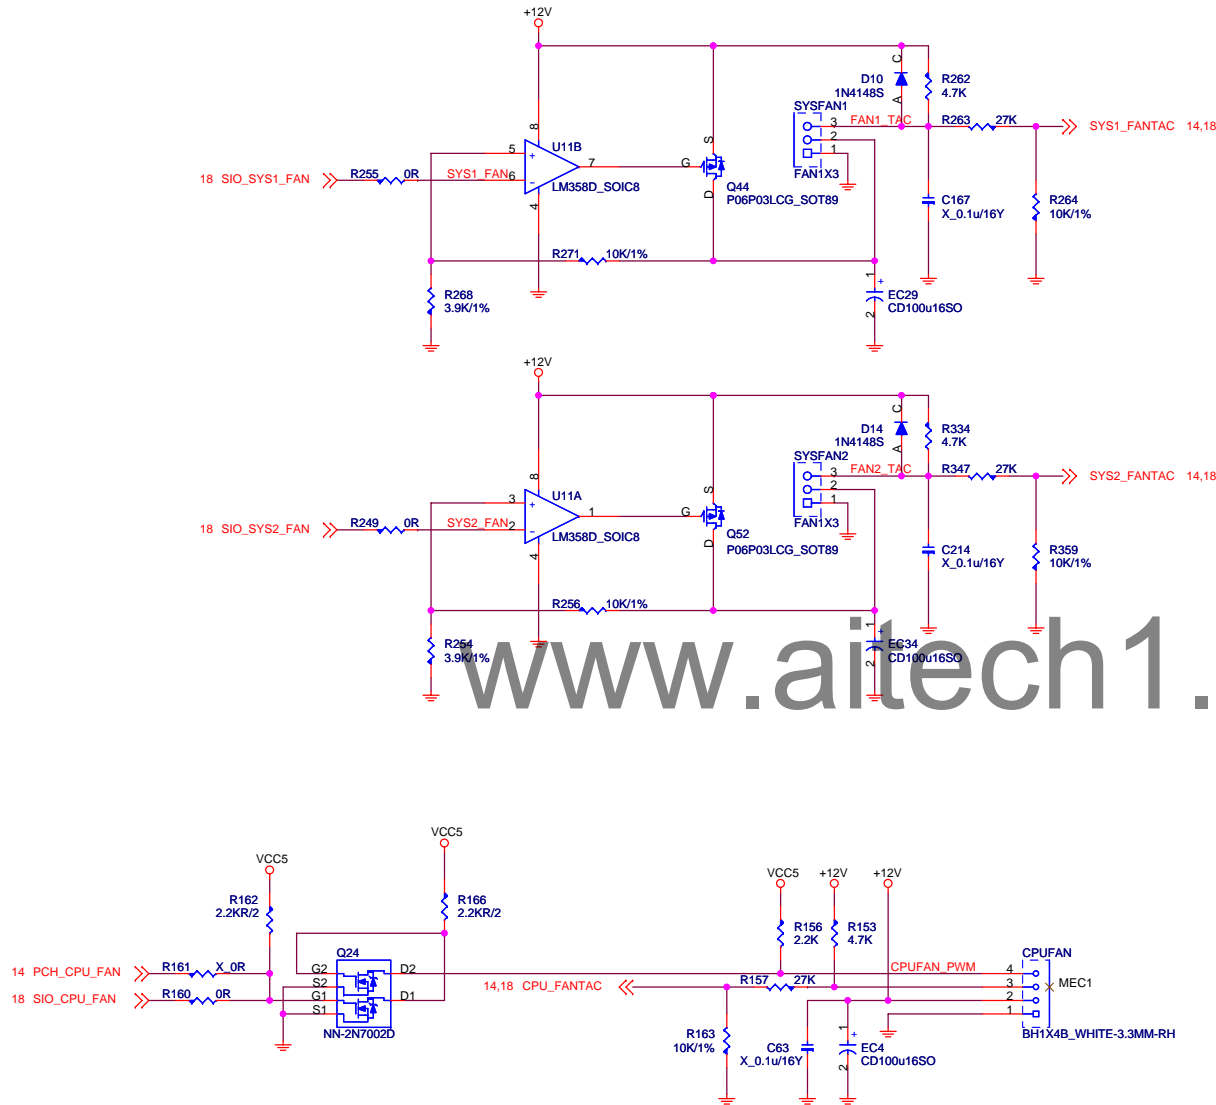 +12V
D10
1N4148S
C
A
R262
4.7K
SYSFAN1
FAN1_TAC
3
2
1
FAN1X3
R263 27K
SYS1_FANTAC 14,18
18 SIO_SYS1_FAN
R255 0R
SYS1_FAN
5
6
8
4
7
+
-
U11B
LM358D_SOIC8
G
S
D
Q44
P06P03LCG_SOT89
C167
X_0.1u/16Y
R264
10K/1%
R271 10K/1%
R268
3.9K/1%
1
+
2
EC29
CD100u16SO
+12V
D14
1N4148S
C
A
R334
4.7K
SYSFAN2
FAN2_TAC
3
2
1
FAN1X3
R347 27K
SYS2_FANTAC 14,18
18 SIO_SYS2_FAN
R249 0R
SYS2_FAN
3
2
8
4
1
+
-
U11A
LM358D_SOIC8
G
S
D
Q52
P06P03LCG_SOT89
C214
X_0.1u/16Y
R359
10K/1%
R256 10K/1%
R254
3.9K/1%
1
+
2
EC34
CD100u16SO
www.aitech1.
VCC5
VCC5
R162
2.2KR/2
R166
2.2KR/2
14 PCH_CPU_FAN
R161 X_0R
18 SIO_CPU_FAN
R160 0R
Q24
G2
S2
G1
S1
D2
D1
NN-2N7002D
VCC5
+12V
+12V
R156
2.2K
R153
4.7K
CPUFAN_PWM
14,18 CPU_FANTAC
R157 27K
R163
10K/1%
C63
X_0.1u/16Y
1
+
2
EC4
CD100u16SO
CPUFAN
4
3
2
1
MEC1
BH1X4B_WHITE-3.3MM-RH